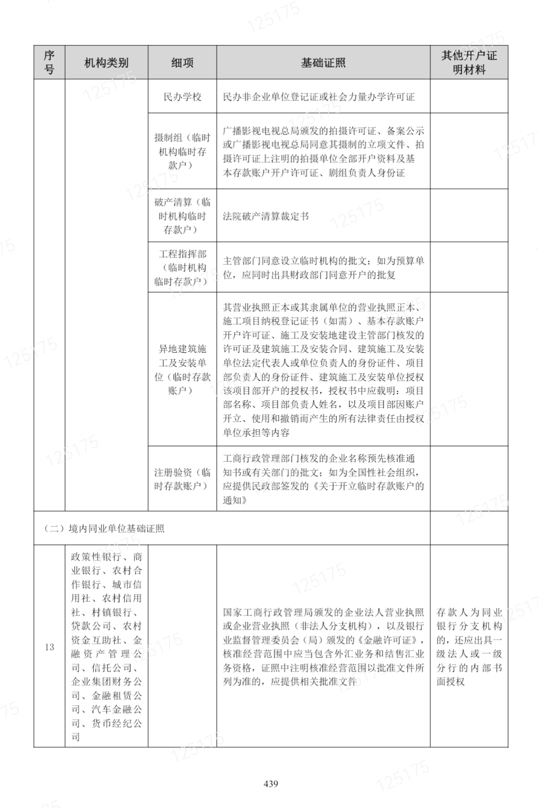 序
号
机构类别
细项
基础证照
其他开户证
明材料
民办学校
民办非企业单位登记证或社会力量办学许可证
摄制组（临时
机构临时存
款户）
广播影视电视总局颁发的拍摄许可证、备案公示
或广播影视电视总局同意其摄制的立项文件、拍
摄许可证上注明的拍摄单位全部开户资料及基
本存款账户开户许可证、剧组负责人身份证
破产清算（临
时机构临时
存款户）
法院破产清算裁定书
工程指挥部
（临时机构
临时存款户）
主管部门同意设立临时机构的批文；如为预算单
位，应同时出具财政部门同意开户的批复
异地建筑施
工及安装单
位（临时存款
账户）
其营业执照正本或其隶属单位的营业执照正本、
施工项目纳税登记证书（如需）、基本存款账户
开户许可证、施工及安装地建设主管部门核发的
许可证及建筑施工及安装合同、建筑施工及安装
单位法定代表人或单位负责人的身份证件、项目
部负责人的身份证件、建筑施工及安装单位授权
该项目部开户的授权书，授权书中应载明：项目
部名称、项目部负责人姓名，以及项目部因账户
开立、使用和撤销而产生的所有法律责任由授权
单位承担等内容
注册验资（临
时存款账户）
工商行政管理部门核发的企业名称预先核准通
知书或有关部门的批文；如为全国性社会组织，
应提供民政部签发的《关于开立临时存款账户的
通知》
（二）境内同业单位基础证照
13
政策性银行、商
业银行、农村合
作银行、城市信
用社、农村信用
社、村镇银行、
贷款公司、农村
资金互助社、金
融资产管理公
司、信托公司、
企业集团财务公
司、金融租赁公
司、汽车金融公
司、货币经纪公
司
国家工商行政管理局颁发的企业法人营业执照
或企业营业执照（非法人分支机构），以及银行
业监督管理委员会（局）颁发的《金融许可证》，
核准经营范围中应当包含外汇业务和结售汇业
务资格，证照中注明核准经营范围以批准文件所
列为准的，应提供相关批准文件
存款人为同业
银行分支机构
的，还应出具一
级法人或一级
分行的内部书
面授权
439
125175